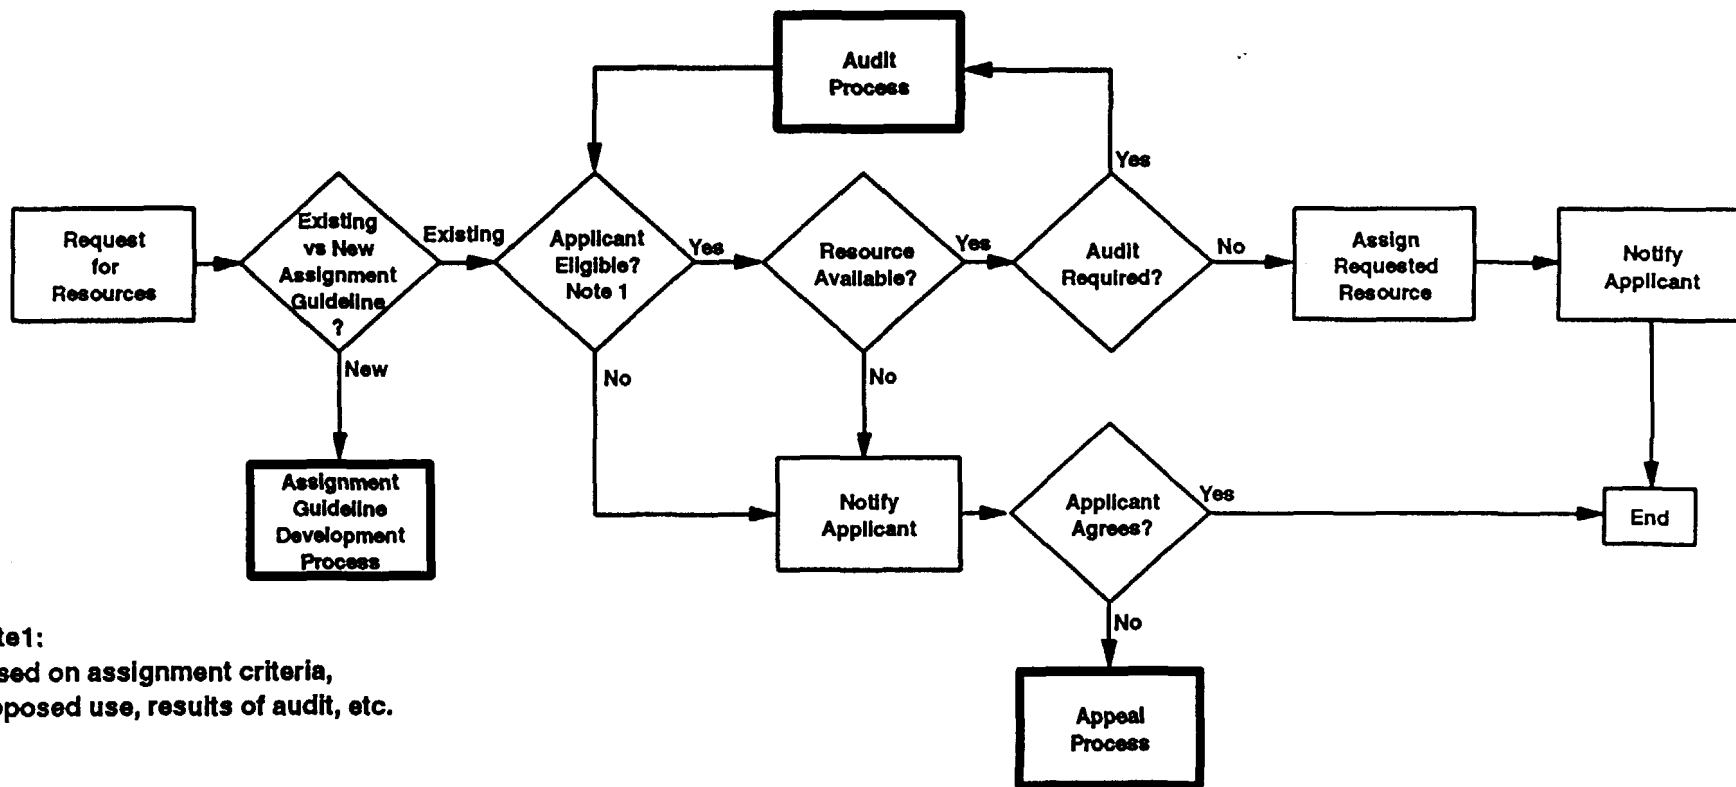 Audit
Process
Yes
Request
for
Resources
Existing
vs New
Assignment
Guideline
?
Existing
Applicant
Eligible?
Note 1
Yes
Resource
Available?
Yes
Audit
Required?
No
Assign
Requested
Resource
Notify
Applicant
New
No
No
Assignment
Guideline
Development
Process
Notify
Applicant
Applicant
Agrees?
Yes
End
No
te1:
sed on assignment criteria,
posed use, results of audit, etc.
Appeal
Process